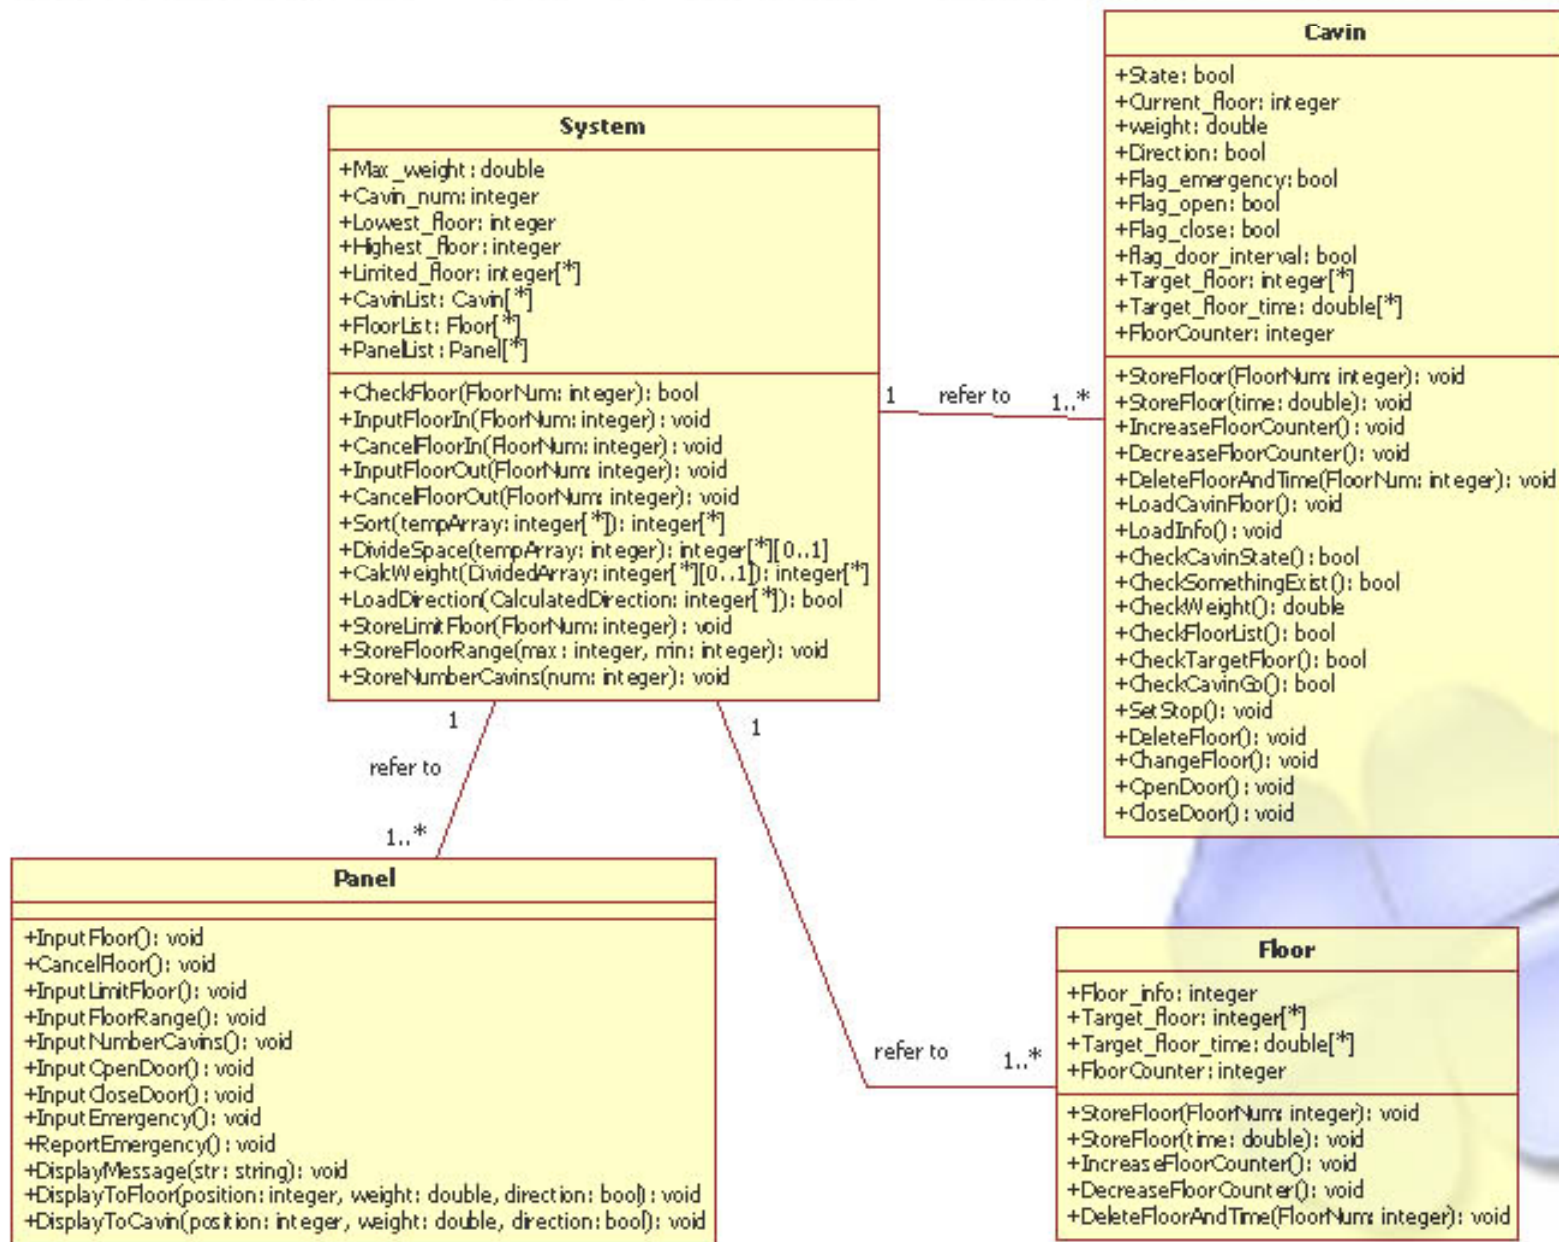 System
+Max_weight: double
+Cavin_num: integer
+Lowest_floor: integer
+Highest_floor: integer
+Limited_floor: integer[*]
+CavinList: Cavin[*]
+FloorList: Floor[*]
+PanelList: Panel[*]
+CheckFloor(FloorNum: integer): bool
+InputFloorIn(FloorNum: integer): void
+CancelFloorIn(FloorNum: integer): void
+InputFloorOut(FloorNum: integer): void
+CancelFloorOut(FloorNum: integer): void
+Sort(tempArray: integer[*]): integer[*]
+DivideSpace(tempArray: integer): integer[*][0..1]
+CalcWeight(DividedArray: integer[*][0..1]): integer[*]
+LoadDirection(CalculatedDirection: integer[*]): bool
+StoreLimitFloor(FloorNum: integer): void
+StoreFloorRange(max: integer, min: integer): void
+StoreNumberCavins(num: integer): void
1 refer to 1..*
Cavin
+State: bool
+Current_floor: integer
+weight: double
+Direction: bool
+Flag_emergency: bool
+Flag_open: bool
+Flag_close: bool
+flag_door_interval: bool
+Target_floor: integer[*]
+Target_floor_time: double[*]
+FloorCounter: integer
+StoreFloor(FloorNum: integer): void
+StoreFloor(time: double): void
+IncreaseFloorCounter(): void
+DecreaseFloorCounter(): void
+DeleteFloorAndTime(FloorNum: integer): void
+LoadCavinFloor(): void
+LoadInfo(): void
+CheckCavinState(): bool
+CheckSomethingExist(): bool
+CheckWeight(): double
+CheckFloorList(): bool
+CheckTargetFloor(): bool
+CheckCavinGo(): bool
+SetStop(): void
+DeleteFloor(): void
+ChangeFloor(): void
+OpenDoor(): void
+CloseDoor(): void
1
refer to
1..*
Panel
+InputFloor(): void
+CancelFloor(): void
+InputLimitFloor(): void
+InputFloorRange(): void
+InputNumberCavins(): void
+InputOpenDoor(): void
+InputCloseDoor(): void
+InputEmergency(): void
+ReportEmergency(): void
+DisplayMessage(str: string): void
+DisplayToFloor(position: integer, weight: double, direction: bool): void
+DisplayToCavin(position: integer, weight: double, direction: bool): void
1
refer to 1..*
Floor
+Floor_info: integer
+Target_floor: integer[*]
+Target_floor_time: double[*]
+FloorCounter: integer
+StoreFloor(FloorNum: integer): void
+StoreFloor(time: double): void
+IncreaseFloorCounter(): void
+DecreaseFloorCounter(): void
+DeleteFloorAndTime(FloorNum: integer): void